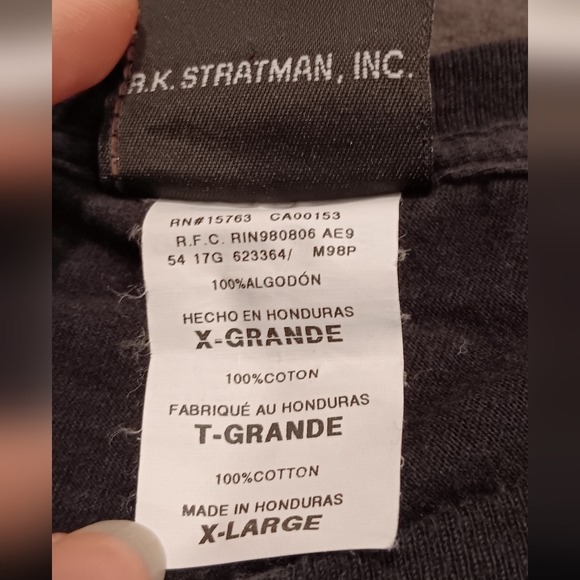 R.K. STRATMAN, INC.
RN#15763 CA00153
R.F.C. RIN980806 AE9
54 17G 623364/ M98P
100%ALGODÓN
HECHO EN HONDURAS
X-GRANDE
100%COTON
FABRIQUÉ AU HONDURAS
T-GRANDE
100%COTTON
MADE IN HONDURAS
X-LARGE